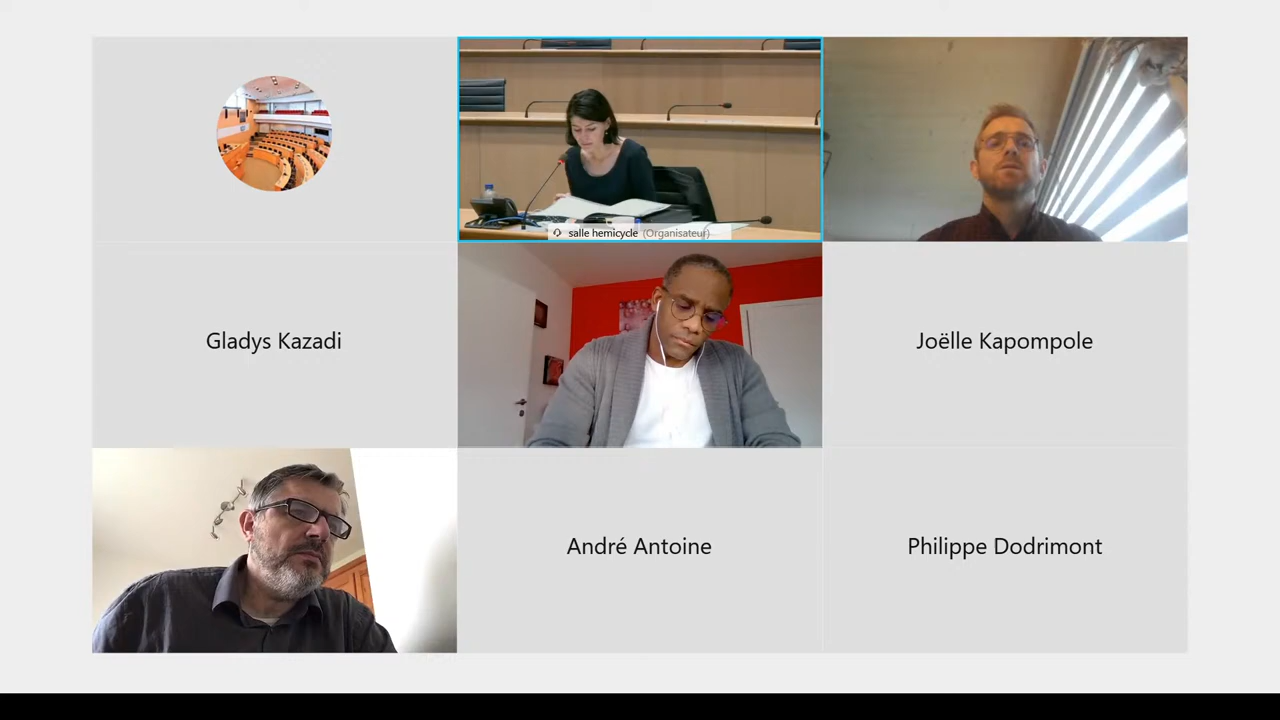 salle hemicycle (Organisateur)
Gladys Kazadi
Joëlle Kapompole
André Antoine
Philippe Dodrimont